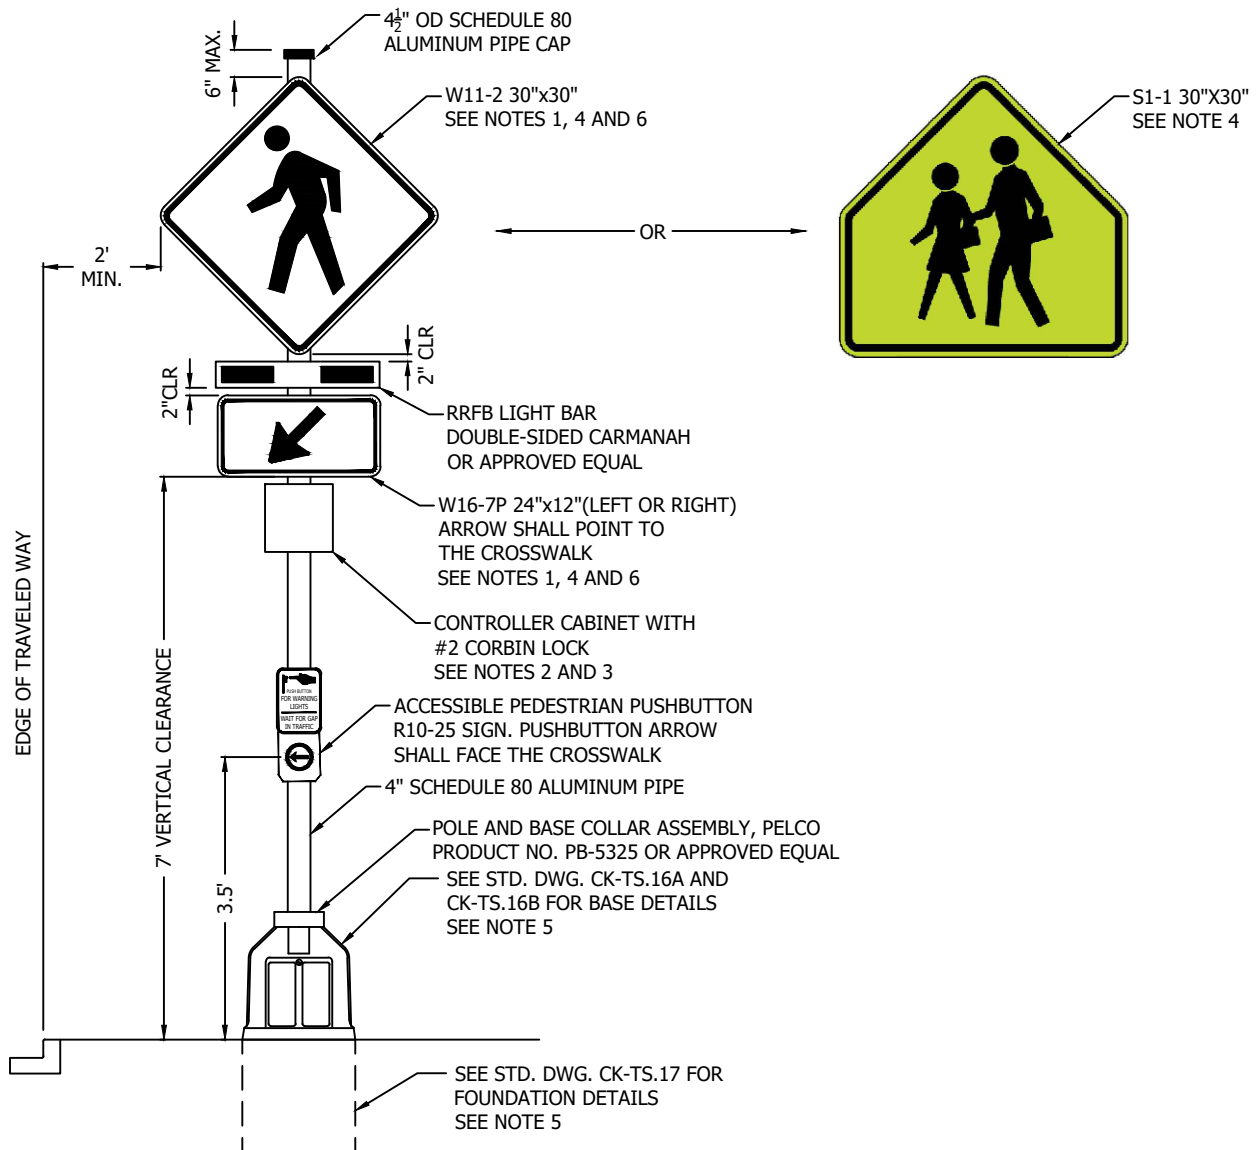 4½" OD SCHEDULE 80
ALUMINUM PIPE CAP
6" MAX.
W11-2 30"x30"
SEE NOTES 1, 4 AND 6
S1-1 30"X30"
SEE NOTE 4
OR
2'
MIN.
2" CLR
2"CLR
RRFB LIGHT BAR
DOUBLE-SIDED CARMANAH
OR APPROVED EQUAL
W16-7P 24"x12"(LEFT OR RIGHT)
ARROW SHALL POINT TO
THE CROSSWALK
SEE NOTES 1, 4 AND 6
CONTROLLER CABINET WITH
#2 CORBIN LOCK
SEE NOTES 2 AND 3
EDGE OF TRAVELED WAY
7' VERTICAL CLEARANCE
PUSH BUTTON
FOR WARNING
LIGHTS
WAIT FOR GAP
IN TRAFFIC
ACCESSIBLE PEDESTRIAN PUSHBUTTON
R10-25 SIGN. PUSHBUTTON ARROW
SHALL FACE THE CROSSWALK
4" SCHEDULE 80 ALUMINUM PIPE
3.5'
POLE AND BASE COLLAR ASSEMBLY, PELCO
PRODUCT NO. PB-5325 OR APPROVED EQUAL
SEE STD. DWG. CK-TS.16A AND
CK-TS.16B FOR BASE DETAILS
SEE NOTE 5
SEE STD. DWG. CK-TS.17 FOR
FOUNDATION DETAILS
SEE NOTE 5